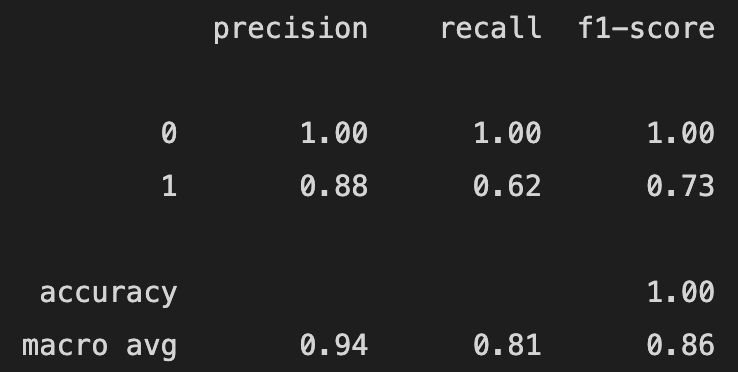 precision recall f1-score
0 1.00 1.00 1.00
1 0.88 0.62 0.73
accuracy 1.00
macro avg 0.94 0.81 0.86